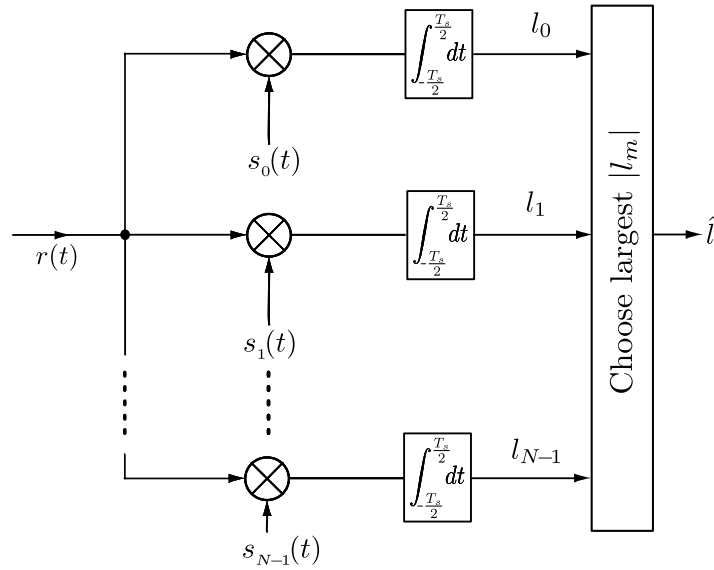 ∫_{-T_s/2}^{T_s/2} dt
l_0
s_0(t)
r(t)
∫_{-T_s/2}^{T_s/2} dt
l_1
s_1(t)
Choose largest |l_m|
l̂
∫_{-T_s/2}^{T_s/2} dt
l_{N-1}
s_{N-1}(t)